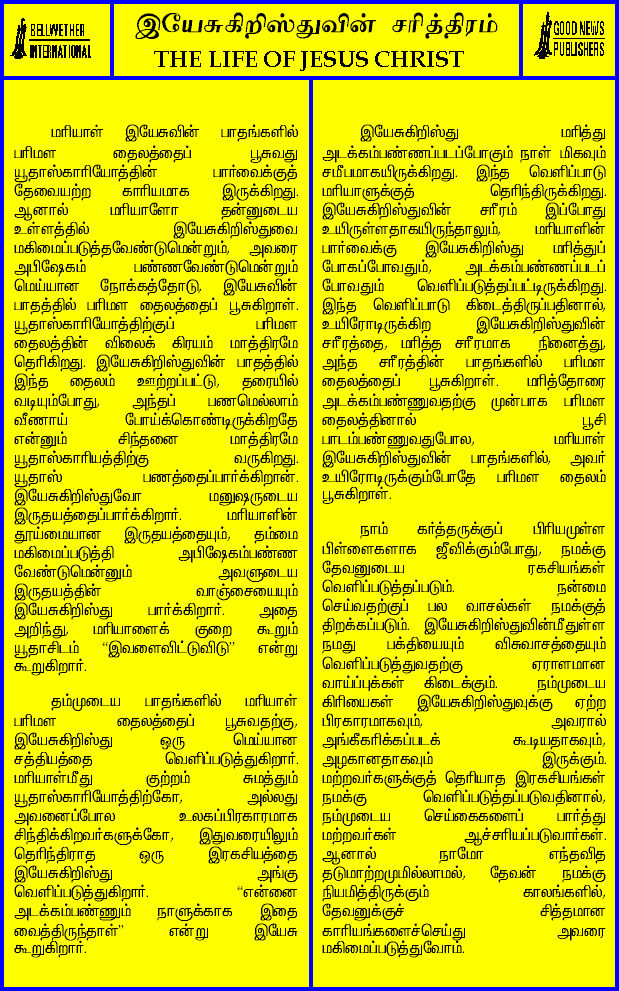 BELLWETHER
INTERNATIONAL
இயேசுகிறிஸ்துவின் சரித்திரம்
THE LIFE OF JESUS CHRIST
GOOD NEWS
PUBLISHERS
மரியாள் இயேசுவின் பாதங்களில்
பரிமள தைலத்தைப் பூசுவது
யூதாஸ்காரியோத்தின் பார்வைக்குத்
தேவையற்ற காரியமாக இருக்கிறது.
ஆனால் மரியாளோ தன்னுடைய
உள்ளத்தில் இயேசுகிறிஸ்துவை
மகிமைப்படுத்தவேண்டுமென்றும், அவரை
அபிஷேகம் பண்ணவேண்டுமென்றும்
மெய்யான நோக்கத்தோடு, இயேசுவின்
பாதத்தில் பரிமள தைலத்தைப் பூசுகிறாள்.
யூதாஸ்காரியோத்திற்குப் பரிமள
தைலத்தின் விலைக் கிரயம் மாத்திரமே
தெரிகிறது. இயேசுகிறிஸ்துவின் பாதத்தில்
இந்த தைலம் ஊற்றப்பட்டு, தரையில்
வடியும்போது, அந்தப் பணமெல்லாம்
வீணாய் போய்க்கொண்டிருக்கிறதே
என்னும் சிந்தனை மாத்திரமே
யூதாஸ்காரியத்திற்கு வருகிறது.
யூதாஸ் பணத்தைப்பார்க்கிறான்.
இயேசுகிறிஸ்துவோ மனுஷருடைய
இருதயத்தைப்பார்க்கிறார். மரியாளின்
தூய்மையான இருதயத்தையும், தம்மை
மகிமைப்படுத்தி அபிஷேகம்பண்ண
வேண்டுமென்னும் அவளுடைய
இருதயத்தின் வாஞ்சையையும்
இயேசுகிறிஸ்து பார்க்கிறார். அதை
அறிந்து, மரியாளைக் குறை கூறும்
யூதாசிடம் “இவளைவிட்டுவிடு” என்று
கூறுகிறார்.
தம்முடைய பாதங்களில் மரியாள்
பரிமள தைலத்தைப் பூசுவதற்கு,
இயேசுகிறிஸ்து ஒரு மெய்யான
சத்தியத்தை வெளிப்படுத்துகிறார்.
மரியாள்மீது குற்றம் சுமத்தும்
யூதாஸ்காரியோத்திற்கோ, அல்லது
அவனைப்போல உலகப்பிரகாரமாக
சிந்திக்கிறவர்களுக்கோ, இதுவரையிலும்
தெரிந்திராத ஒரு இரகசியத்தை
இயேசுகிறிஸ்து அங்கு
வெளிப்படுத்துகிறார். “என்னை
அடக்கம்பண்ணும் நாளுக்காக இதை
வைத்திருந்தாள்” என்று இயேசு
கூறுகிறார்.
இயேசுகிறிஸ்து மரித்து
அடக்கம்பண்ணப்படப்போகும் நாள் மிகவும்
சமீபமாகயிருக்கிறது. இந்த வெளிப்பாடு
மரியாளுக்குத் தெரிந்திருக்கிறது.
இயேசுகிறிஸ்துவின் சரீரம் இப்போது
உயிருள்ளதாகயிருந்தாலும், மரியாளின்
பார்வைக்கு இயேசுகிறிஸ்து மரித்துப்
போகப்போவதும், அடக்கம்பண்ணப்படப்
போவதும் வெளிப்படுத்தப்பட்டிருக்கிறது.
இந்த வெளிப்பாடு கிடைத்திருப்பதினால்,
உயிரோடிருக்கிற இயேசுகிறிஸ்துவின்
சரீரத்தை, மரித்த சரீரமாக நினைத்து,
அந்த சரீரத்தின் பாதங்களில் பரிமள
தைலத்தைப் பூசுகிறாள். மரித்தோரை
அடக்கம்பண்ணுவதற்கு முன்பாக பரிமள
தைலத்தினால் பூசி
பாடம்பண்ணுவதுபோல, மரியாள்
இயேசுகிறிஸ்துவின் பாதங்களில், அவர்
உயிரோடிருக்கும்போதே பரிமள தைலம்
பூசுகிறாள்.
நாம் கர்த்தருக்குப் பிரியமுள்ள
பிள்ளைகளாக ஜீவிக்கும்போது, நமக்கு
தேவனுடைய ரகசியங்கள்
வெளிப்படுத்தப்படும். நன்மை
செய்வதற்குப் பல வாசல்கள் நமக்குத்
திறக்கப்படும். இயேசுகிறிஸ்துவின்மீதுள்ள
நமது பக்தியையும் விசுவாசத்தையும்
வெளிப்படுத்துவதற்கு ஏராளமான
வாய்ப்புக்கள் கிடைக்கும். நம்முடைய
கிரியைகள் இயேசுகிறிஸ்துவுக்கு ஏற்ற
பிரகாரமாகவும், அவரால்
அங்கீகரிக்கப்படக் கூடியதாகவும்,
அழகானதாகவும் இருக்கும்.
மற்றவர்களுக்குத் தெரியாத இரகசியங்கள்
நமக்கு வெளிப்படுத்தப்படுவதினால்,
நம்முடைய செய்கைகளைப் பார்த்து
மற்றவர்கள் ஆச்சரியப்படுவார்கள்.
ஆனால் நாமோ எந்தவித
தடுமாற்றமுமில்லாமல், தேவன் நமக்கு
நியமித்திருக்கும் காலங்களில்,
தேவனுக்குச் சித்தமான
காரியங்களைச்செய்து அவரை
மகிமைப்படுத்துவோம்.